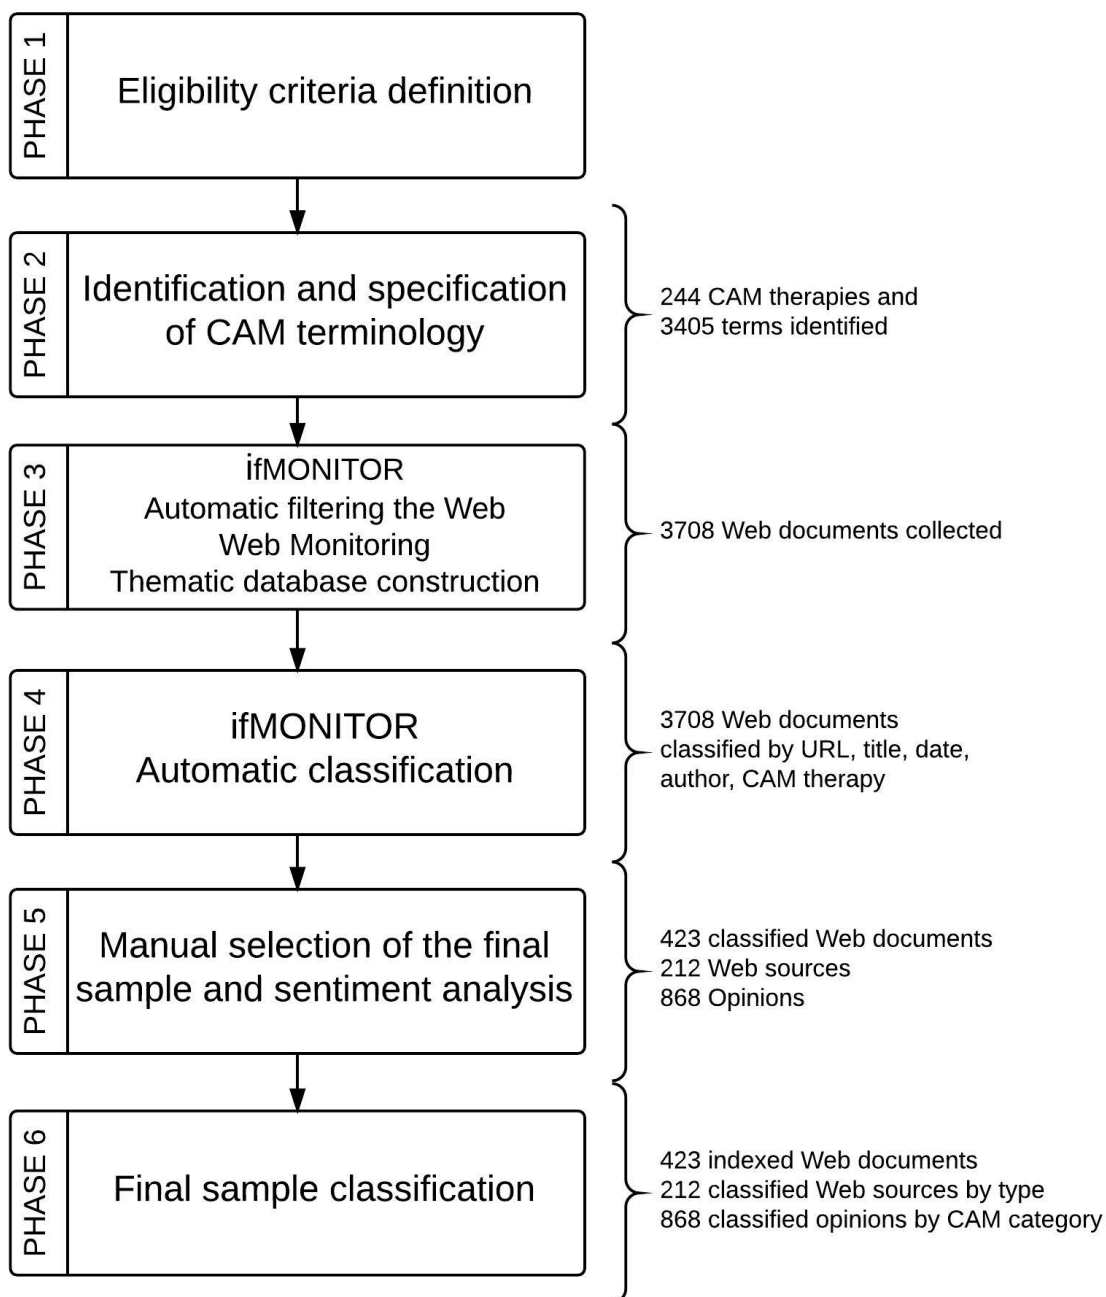 PHASE 1
Eligibility criteria definition
PHASE 2
Identification and specification
of CAM terminology
244 CAM therapies and
3405 terms identified
PHASE 3
ifMONITOR
Automatic filtering the Web
Web Monitoring
Thematic database construction
3708 Web documents collected
PHASE 4
ifMONITOR
Automatic classification
3708 Web documents
classified by URL, title, date,
author, CAM therapy
PHASE 5
Manual selection of the final
sample and sentiment analysis
423 classified Web documents
212 Web sources
868 Opinions
PHASE 6
Final sample classification
423 indexed Web documents
212 classified Web sources by type
868 classified opinions by CAM category